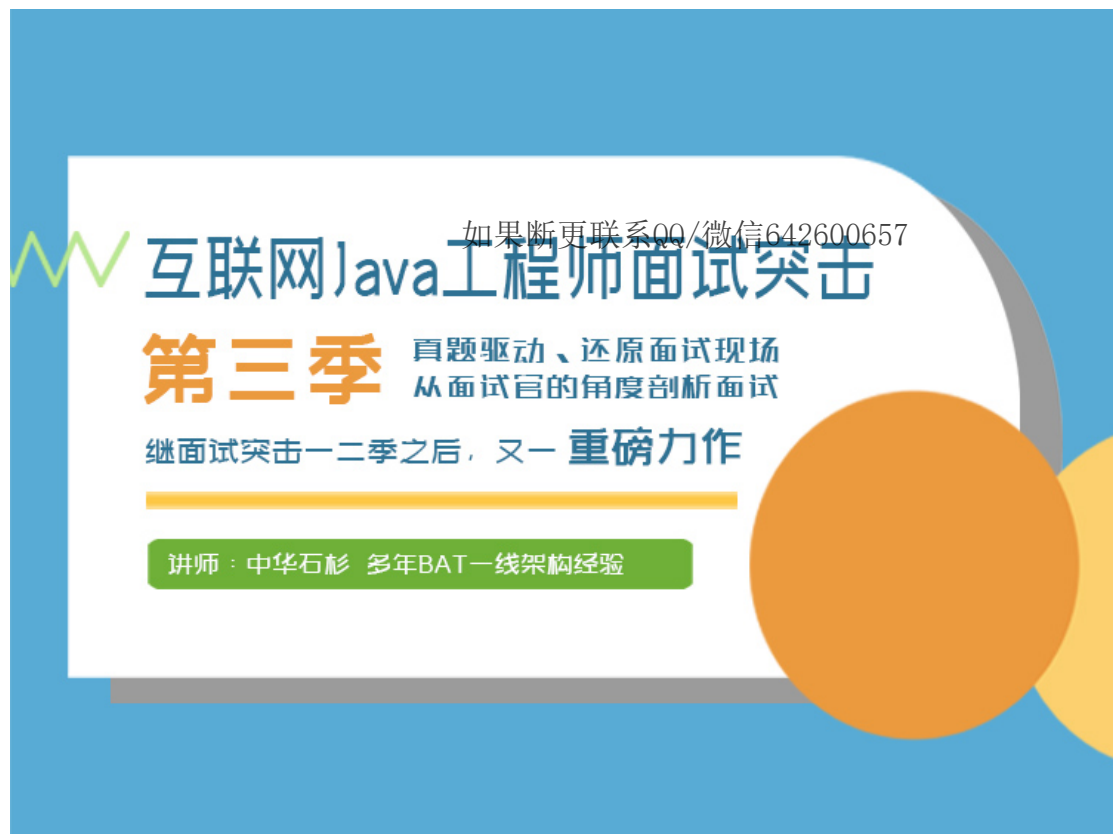 如果断更联系QQ/微信642600657
互联网Java工程师面试突击
第三季
真题驱动、还原面试现场
从面试官的角度剖析面试
继面试突击一二季之后，又一 重磅力作
讲师：中华石杉 多年BAT一线架构经验